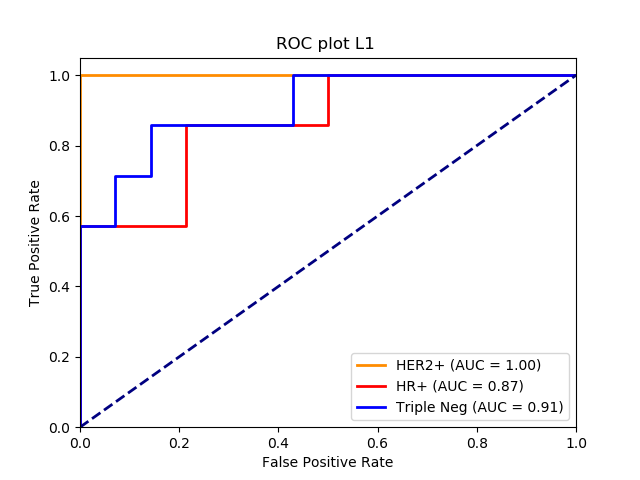 ROC plot L1
True Positive Rate
1.0
0.8
0.6
0.4
0.2
0.0
HER2+ (AUC = 1.00)
HR+ (AUC = 0.87)
Triple Neg (AUC = 0.91)
0.0 0.2 0.4 0.6 0.8 1.0
False Positive Rate